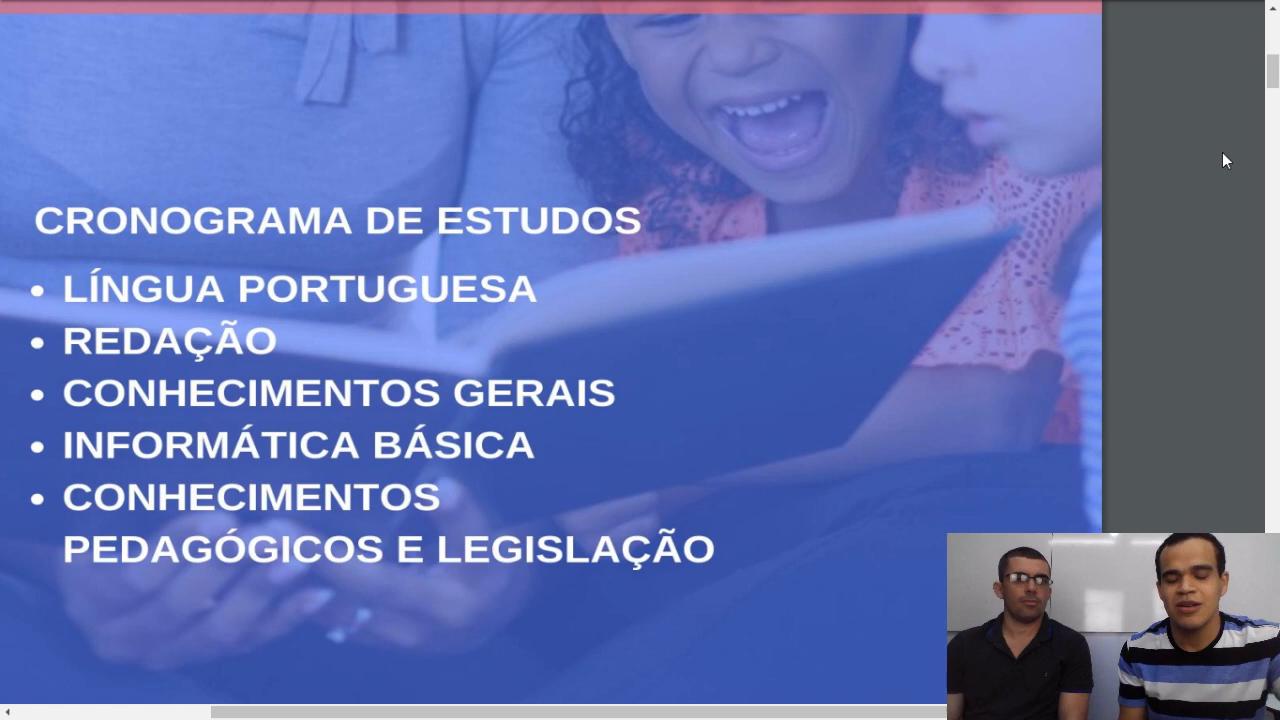 CRONOGRAMA DE ESTUDOS
• LÍNGUA PORTUGUESA
• REDAÇÃO
• CONHECIMENTOS GERAIS
• INFORMÁTICA BÁSICA
• CONHECIMENTOS
PEDAGÓGICOS E LEGISLAÇÃO